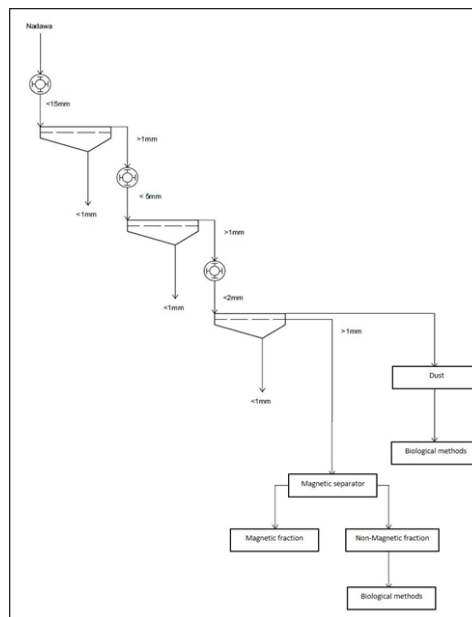 Nadawa
<15mm
>1mm
<1mm
< 5mm
>1mm
<1mm
<2mm
>1mm
<1mm
Dust
Biological methods
Magnetic separator
Magnetic fraction
Non-Magnetic fraction
Biological methods